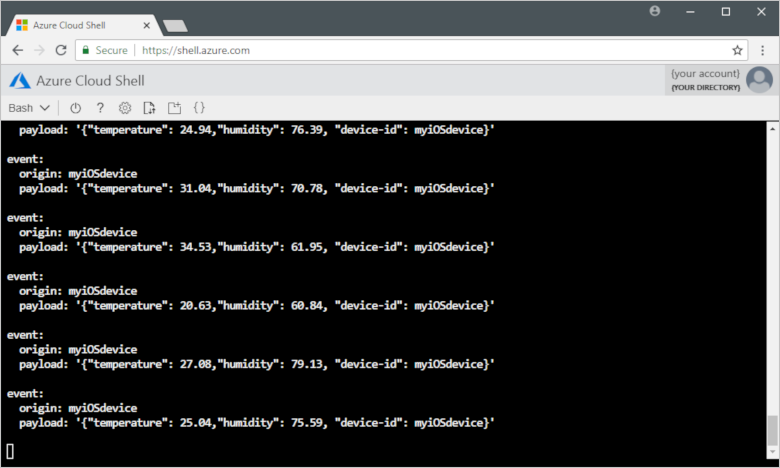 Azure Cloud Shell
Secure | https://shell.azure.com
Azure Cloud Shell
{your account}
{YOUR DIRECTORY}
Bash
?
{}
payload: '{"temperature": 24.94,"humidity": 76.39, "device-id": myiOSdevice}'
event:
origin: myiOSdevice
payload: '{"temperature": 31.04,"humidity": 70.78, "device-id": myiOSdevice}'
event:
origin: myiOSdevice
payload: '{"temperature": 34.53,"humidity": 61.95, "device-id": myiOSdevice}'
event:
origin: myiOSdevice
payload: '{"temperature": 20.63,"humidity": 60.84, "device-id": myiOSdevice}'
event:
origin: myiOSdevice
payload: '{"temperature": 27.08,"humidity": 79.13, "device-id": myiOSdevice}'
event:
origin: myiOSdevice
payload: '{"temperature": 25.04,"humidity": 75.59, "device-id": myiOSdevice}'